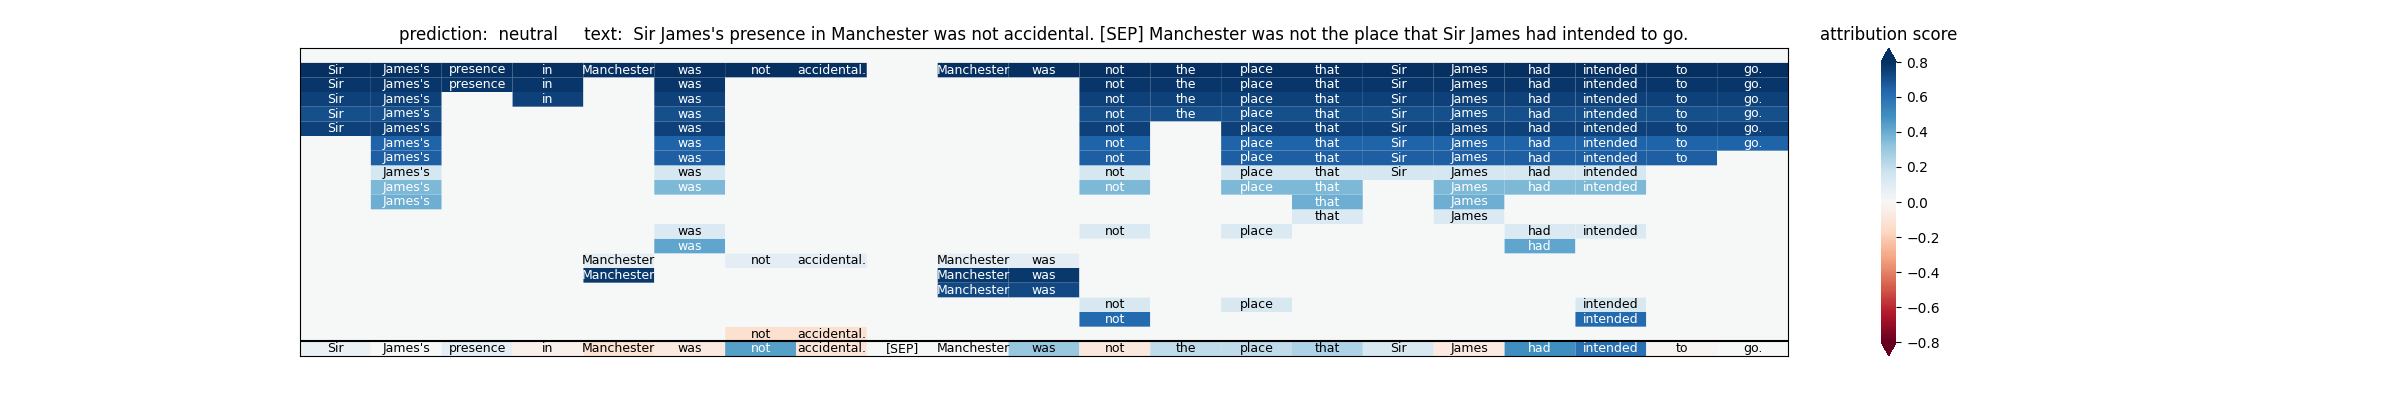 prediction: neutral text: Sir James's presence in Manchester was not accidental. [SEP] Manchester was not the place that Sir James had intended to go. attribution score
Sir James's presence in Manchester was not accidental. Manchester was not the place that Sir James had intended to go. 0.8
Sir James's presence in was not the place that Sir James had intended to go.
Sir James's in was not the place that Sir James had intended to go. 0.6
Sir James's was not the place that Sir James had intended to go.
Sir James's was not place that Sir James had intended to go. 0.4
James's was not place that Sir James had intended to go.
James's was not place that Sir James had intended to 0.2
James's was not place that Sir James had intended
James's was not place that James had intended
James's that James 0.0
that James
was not place had intended −0.2
was had
Manchester not accidental. Manchester was −0.4
Manchester Manchester was
Manchester was
not place intended −0.6
not intended
not accidental. −0.8
Sir James's presence in Manchester was not accidental. [SEP] Manchester was not the place that Sir James had intended to go.